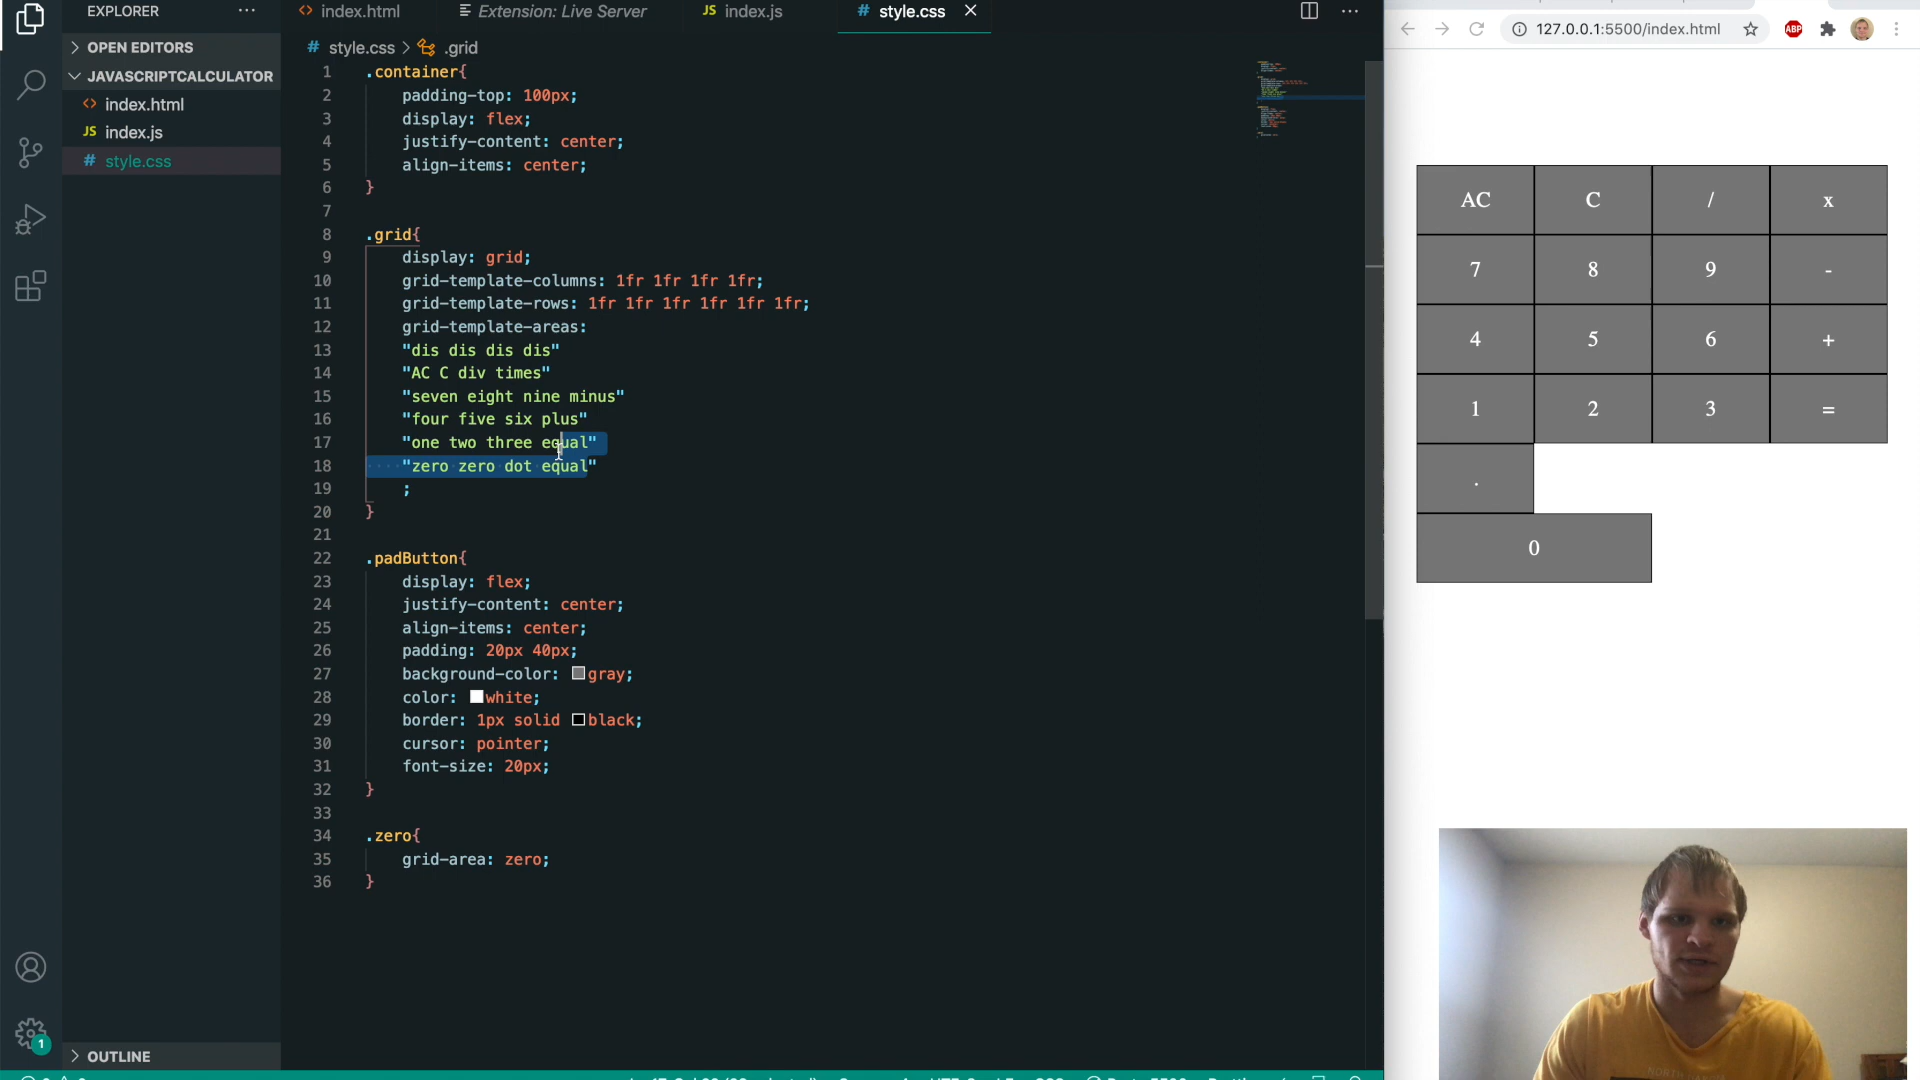 EXPLORER
index.html
Extension: Live Server
JS index.js
# style.css
127.0.0.1:5500/index.html
ABP
OPEN EDITORS
JAVASCRIPTCALCULATOR
index.html
JS index.js
# style.css
# style.css > .grid
1 .container{
2 padding-top: 100px;
3 display: flex;
4 justify-content: center;
5 align-items: center;
6 }
7
8 .grid{
9 display: grid;
10 grid-template-columns: 1fr 1fr 1fr 1fr;
11 grid-template-rows: 1fr 1fr 1fr 1fr 1fr 1fr;
12 grid-template-areas:
13 "dis dis dis dis"
14 "AC C div times"
15 "seven eight nine minus"
16 "four five six plus"
17 "one two three equal"
18 "zero zero dot equal"
19 ;
20 }
21
22 .padButton{
23 display: flex;
24 justify-content: center;
25 align-items: center;
26 padding: 20px 40px;
27 background-color: gray;
28 color: white;
29 border: 1px solid black;
30 cursor: pointer;
31 font-size: 20px;
32 }
33
34 .zero{
35 grid-area: zero;
36 }
AC C / x
7 8 9 -
4 5 6 +
1 2 3 =
.
0
1
OUTLINE